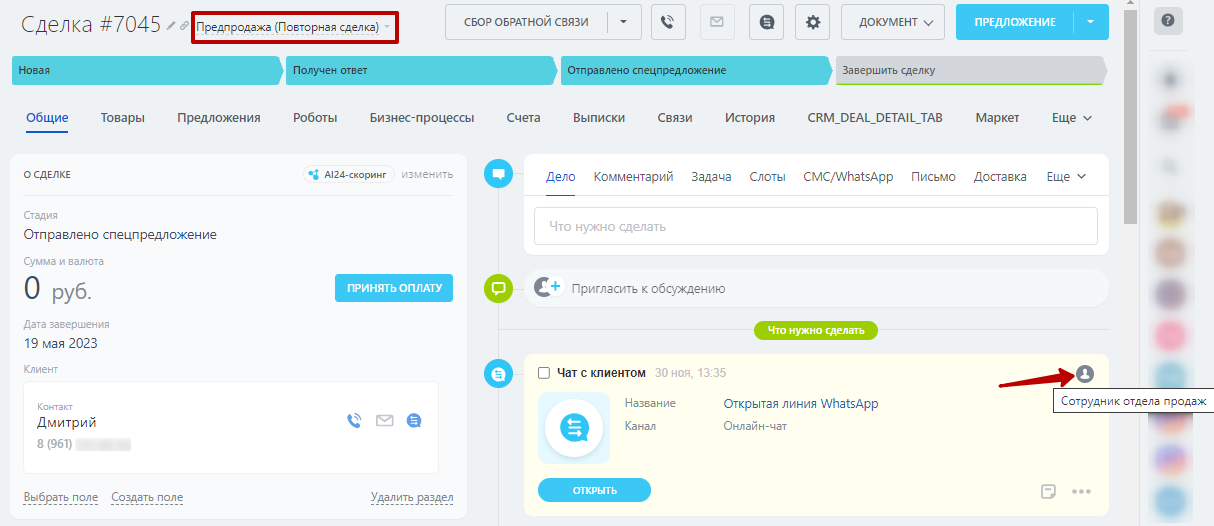 Сделка #7045 Предпродажа (Повторная сделка) СБОР ОБРАТНОЙ СВЯЗИ ДОКУМЕНТ ПРЕДЛОЖЕНИЕ ?
Новая Получен ответ Отправлено спецпредложение Завершить сделку
Общие Товары Предложения Роботы Бизнес-процессы Счета Выписки Связи История CRM_DEAL_DETAIL_TAB Маркет Еще
О СДЕЛКЕ AI24-скоринг изменить
Стадия
Отправлено спецпредложение
Сумма и валюта
0 руб. ПРИНЯТЬ ОПЛАТУ
Дата завершения
19 мая 2023
Клиент
Контакт
Дмитрий
8 (961)
Выбрать поле Создать поле Удалить раздел
Дело Комментарий Задача Слоты СМС/WhatsApp Письмо Доставка Еще
Что нужно сделать
Пригласить к обсуждению
Что нужно сделать
Чат с клиентом 30 ноя, 13:35
Сотрудник отдела продаж
Название Открытая линия WhatsApp
Канал Онлайн-чат
ОТКРЫТЬ